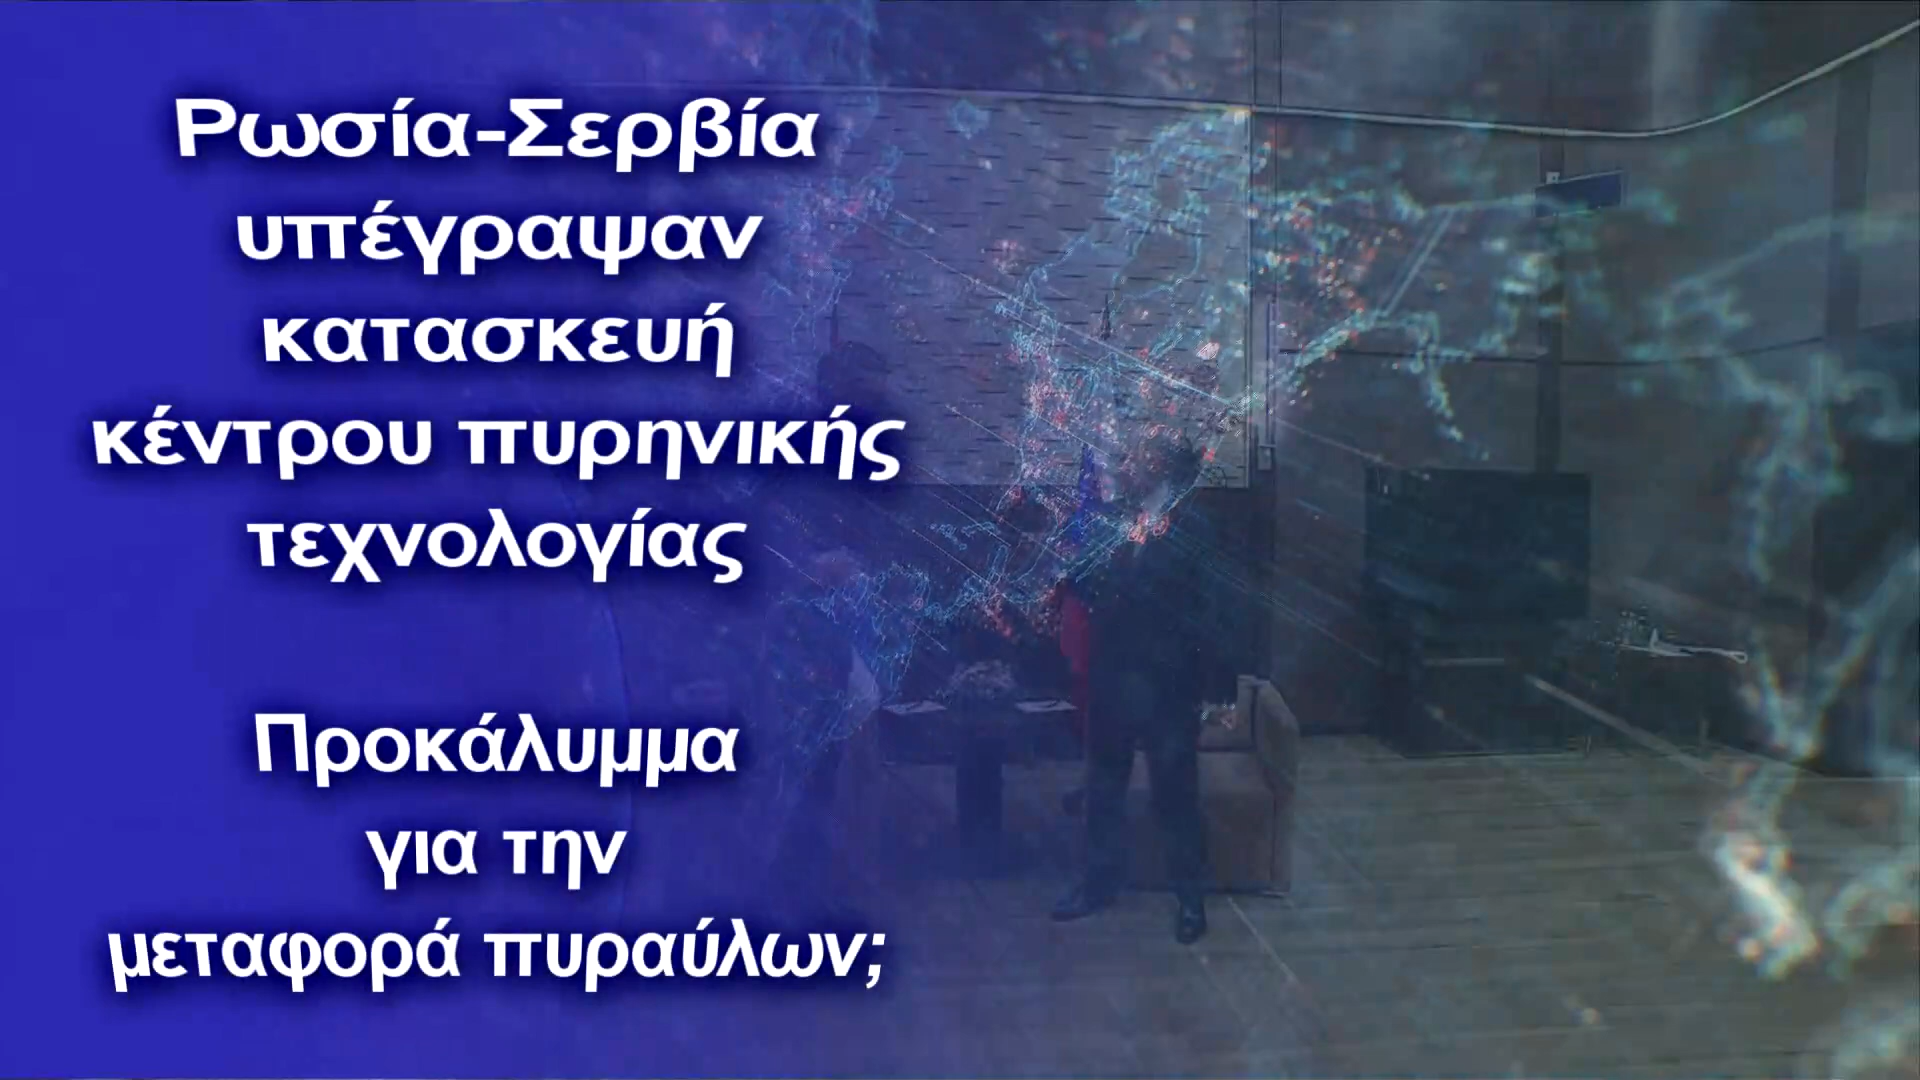 Ρωσία-Σερβία
υπέγραψαν
κατασκευή
κέντρου πυρηνικής
τεχνολογίας
Προκάλυμμα
για την
μεταφορά πυραύλων;